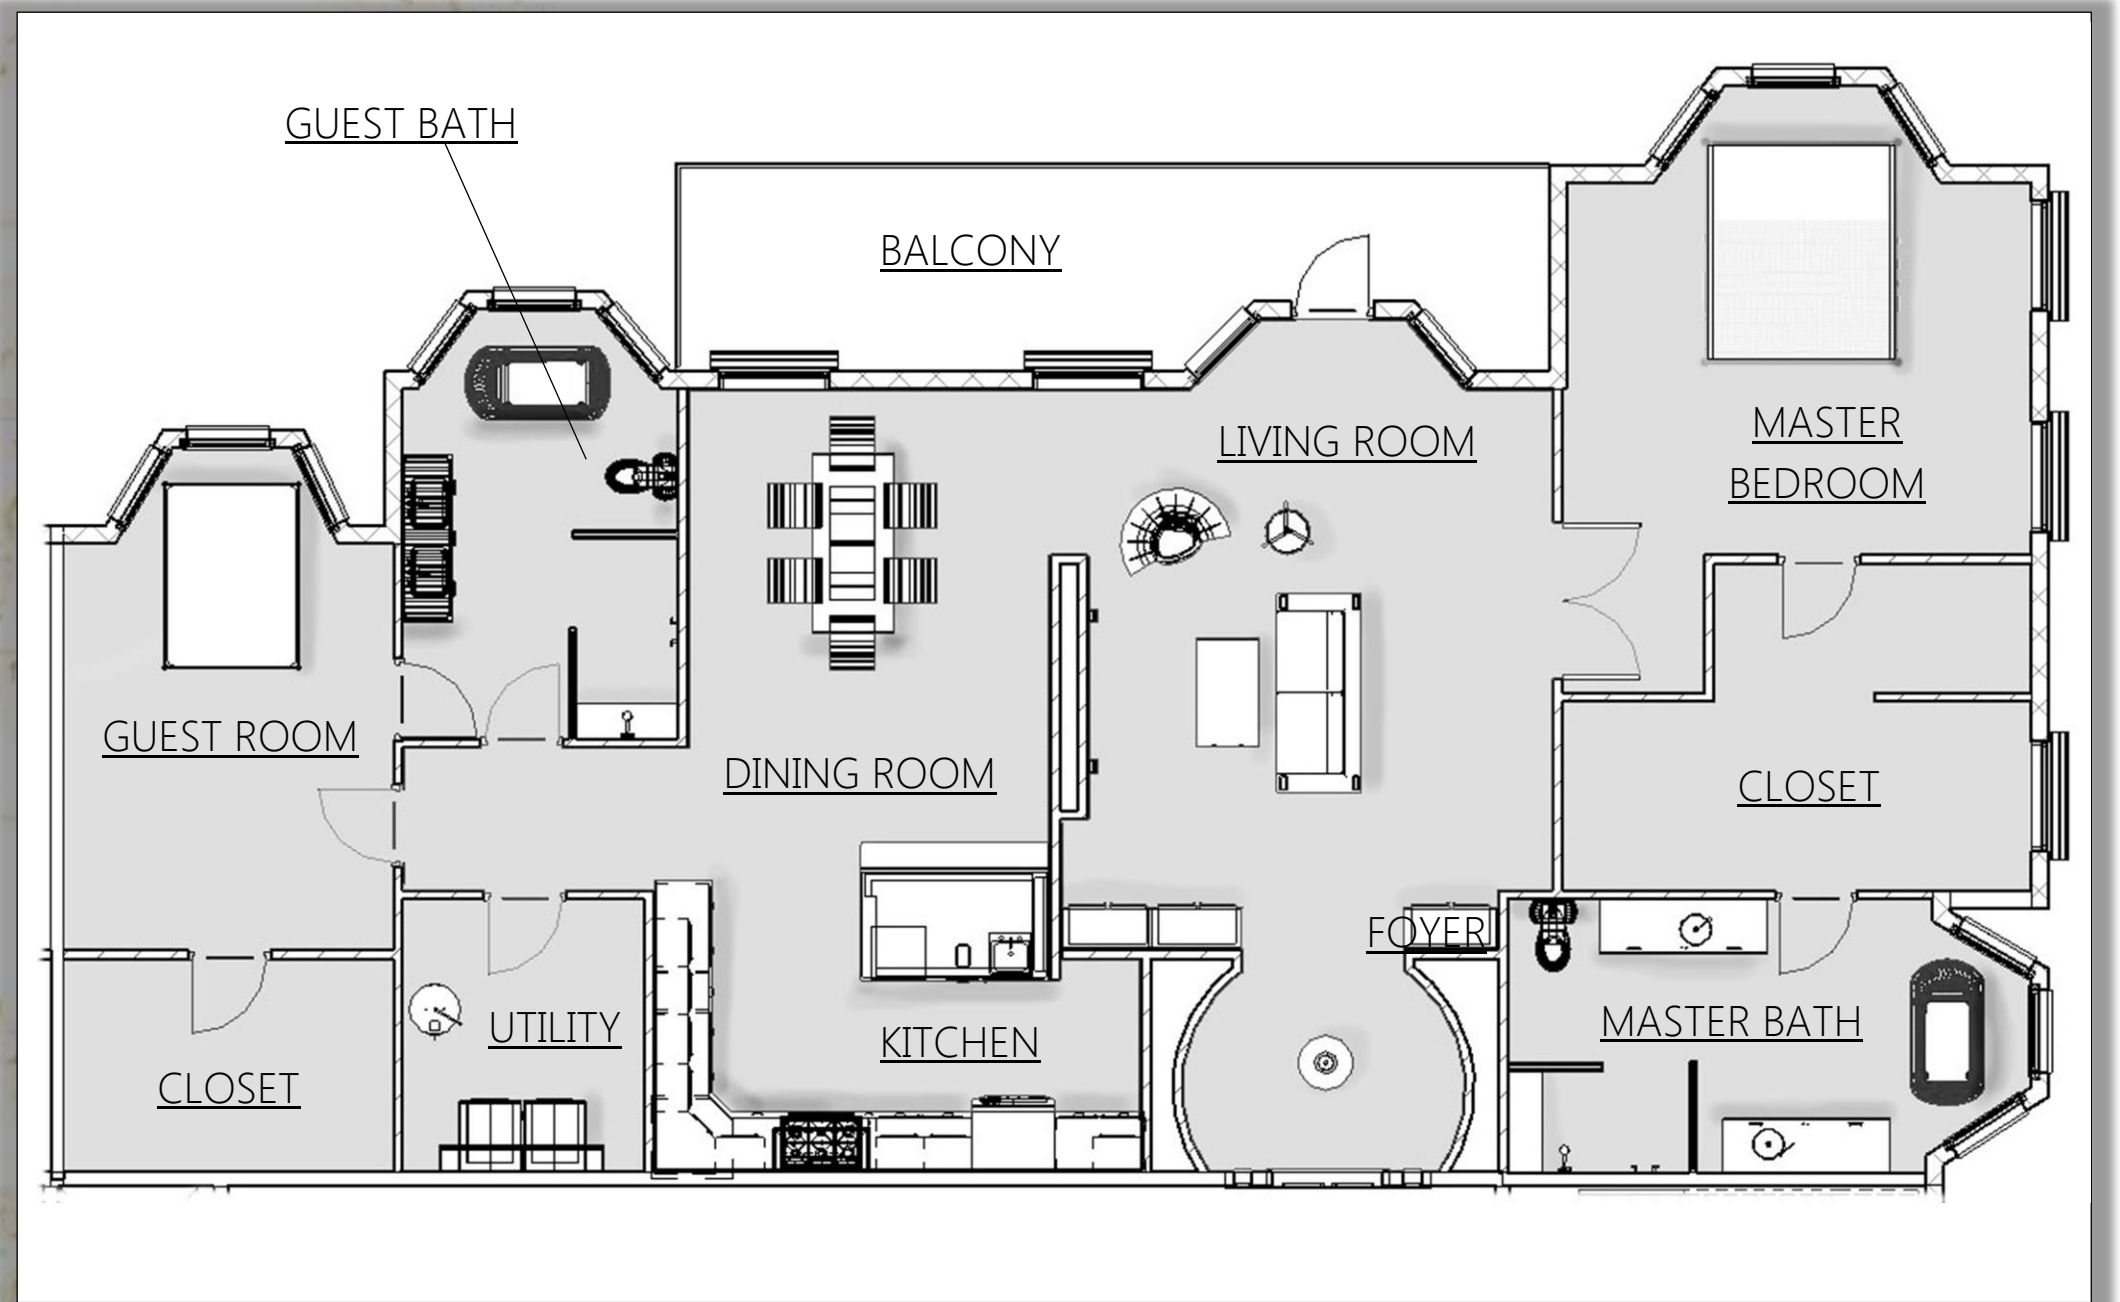 GUEST BATH
BALCONY
LIVING ROOM
MASTER
BEDROOM
GUEST ROOM
DINING ROOM
CLOSET
FOYER
UTILITY
KITCHEN
MASTER BATH
CLOSET